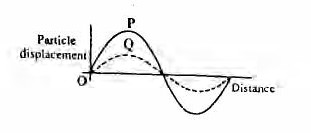 P
Particle
displacement
Q
O
Distance